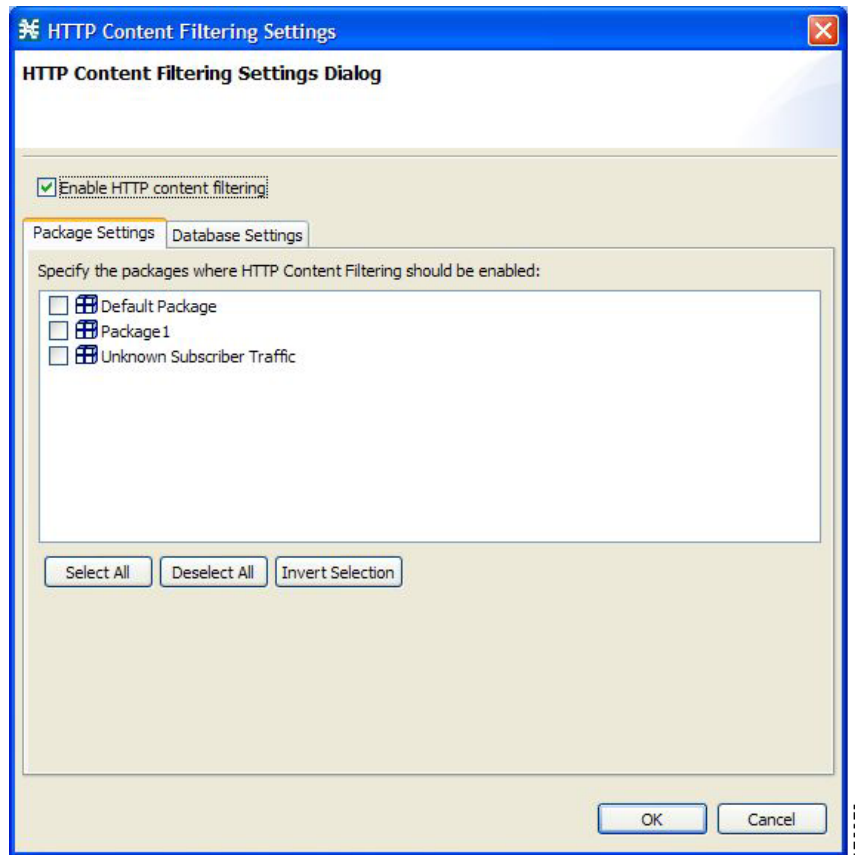 HTTP Content Filtering Settings
HTTP Content Filtering Settings Dialog
Enable HTTP content filtering
Package Settings Database Settings
Specify the packages where HTTP Content Filtering should be enabled:
Default Package
Package1
Unknown Subscriber Traffic
Select All Deselect All Invert Selection
OK Cancel